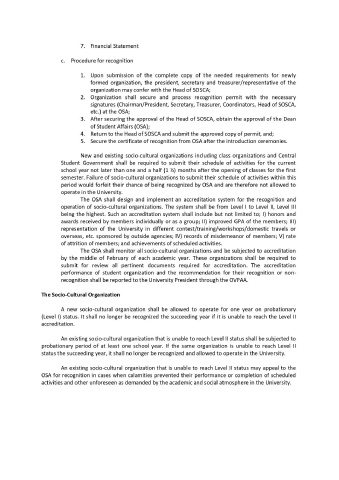 7. Financial Statement
c. Procedure for recognition
1. Upon submission of the complete copy of the needed requirements for newly
formed organization, the president, secretary and treasurer/representative of the
organization may confer with the Head of SOSCA;
2. Organization shall secure and process recognition permit with the necessary
signatures (Chairman/President, Secretary, Treasurer, Coordinators, Head of SOSCA,
etc.) at the OSA;
3. After securing the approval of the Head of SOSCA, obtain the approval of the Dean
of Student Affairs (OSA);
4. Return to the Head of SOSCA and submit the approved copy of permit, and;
5. Secure the certificate of recognition from OSA after the introduction ceremonies.
New and existing socio-cultural organizations including class organizations and Central
Student Government shall be required to submit their schedule of activities for the current
school year not later than one and a half (1 ½) months after the opening of classes for the first
semester. Failure of socio-cultural organizations to submit their schedule of activities within this
period would forfeit their chance of being recognized by OSA and are therefore not allowed to
operate in the University.
The OSA shall design and implement an accreditation system for the recognition and
operation of socio-cultural organizations. The system shall be from Level I to Level II, Level III
being the highest. Such an accreditation system shall include but not limited to; I) honors and
awards received by members individually or as a group; II) improved GPA of the members; III)
representation of the University in different contest/training/workshops/domestic travels or
overseas, etc. sponsored by outside agencies; IV) records of misdemeanor of members; V) rate
of attrition of members; and achievements of scheduled activities.
The OSA shall monitor all socio-cultural organizations and be subjected to accreditation
by the middle of February of each academic year. These organizations shall be required to
submit for review all pertinent documents required for accreditation. The accreditation
performance of student organization and the recommendation for their recognition or non-
recognition shall be reported to the University President through the OVPAA.
The Socio-Cultural Organization
A new socio-cultural organization shall be allowed to operate for one year on probationary
(Level I) status. It shall no longer be recognized the succeeding year if it is unable to reach the Level II
accreditation.
An existing socio-cultural organization that is unable to reach Level II status shall be subjected to
probationary period of at least one school year. If the same organization is unable to reach Level II
status the succeeding year, it shall no longer be recognized and allowed to operate in the University.
An existing socio-cultural organization that is unable to reach Level II status may appeal to the
OSA for recognition in cases when calamities prevented their performance or completion of scheduled
activities and other unforeseen as demanded by the academic and social atmosphere in the University.